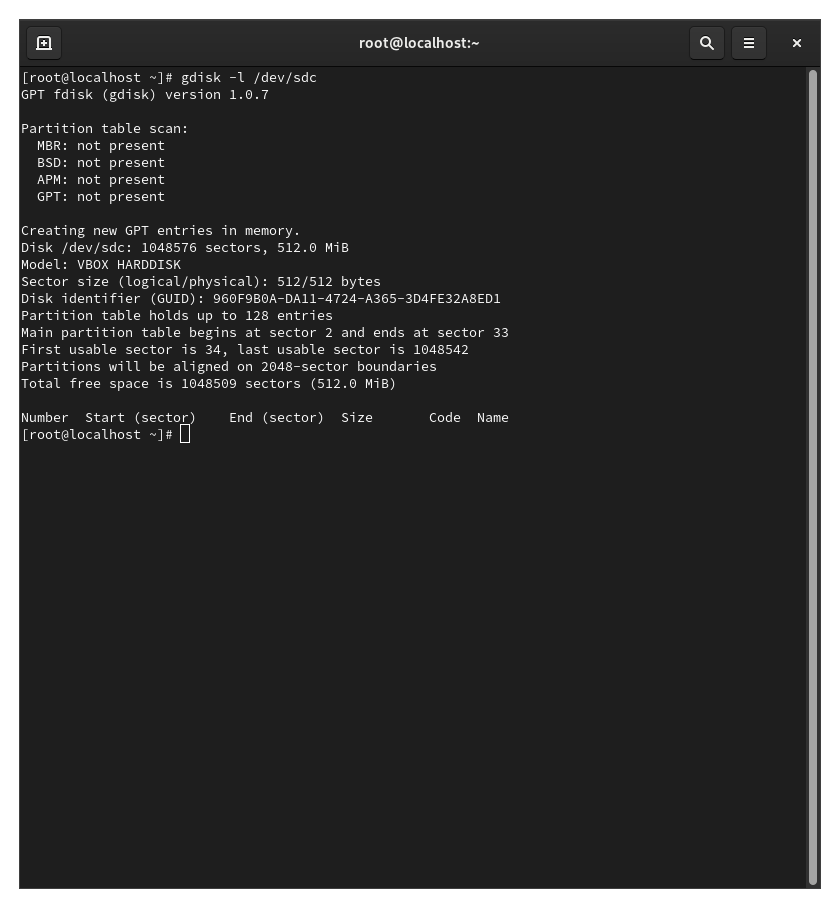 root@localhost:~
[root@localhost ~]# gdisk -l /dev/sdc
GPT fdisk (gdisk) version 1.0.7
Partition table scan:
  MBR: not present
  BSD: not present
  APM: not present
  GPT: not present
Creating new GPT entries in memory.
Disk /dev/sdc: 1048576 sectors, 512.0 MiB
Model: VBOX HARDDISK
Sector size (logical/physical): 512/512 bytes
Disk identifier (GUID): 960F9B0A-DA11-4724-A365-3D4FE32A8ED1
Partition table holds up to 128 entries
Main partition table begins at sector 2 and ends at sector 33
First usable sector is 34, last usable sector is 1048542
Partitions will be aligned on 2048-sector boundaries
Total free space is 1048509 sectors (512.0 MiB)
Number  Start (sector)    End (sector)  Size       Code  Name
[root@localhost ~]#